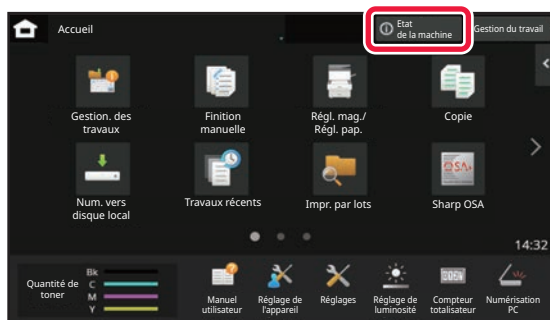 Accueil
Etat
de la machine
Gestion du travail
Gestion. des
travaux
Finition
manuelle
Régl. mag./
Régl. pap.
Copie
Num. vers
disque local
Travaux récents
Impr. par lots
OSA
Sharp OSA
14:32
Quantité de
toner
Bk
C
M
Y
Manuel
utilisateur
Réglage de
l'appareil
Réglages
Réglage de
luminosité
Compteur
totalisateur
Numérisation
PC